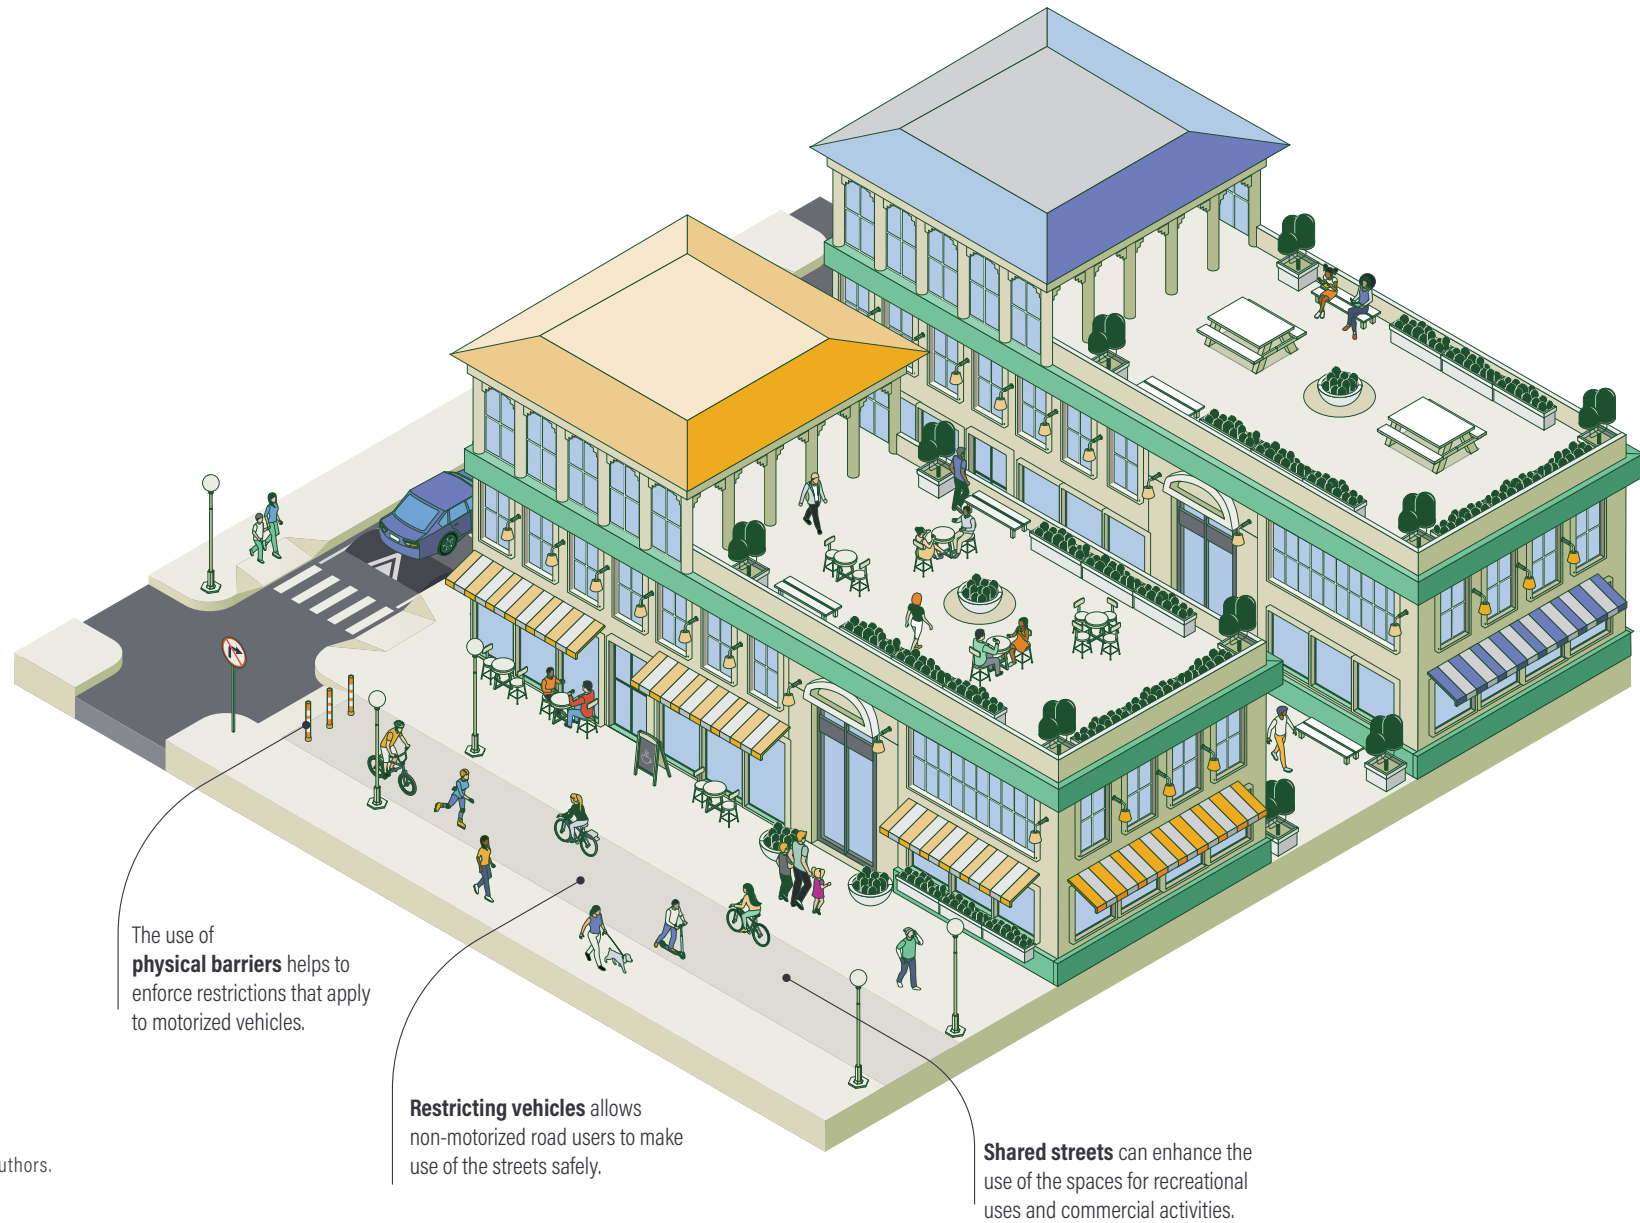 The use of
physical barriers helps to
enforce restrictions that apply
to motorized vehicles.
Restricting vehicles allows
non-motorized road users to make
use of the streets safely.
Shared streets can enhance the
use of the spaces for recreational
uses and commercial activities.
uthors.